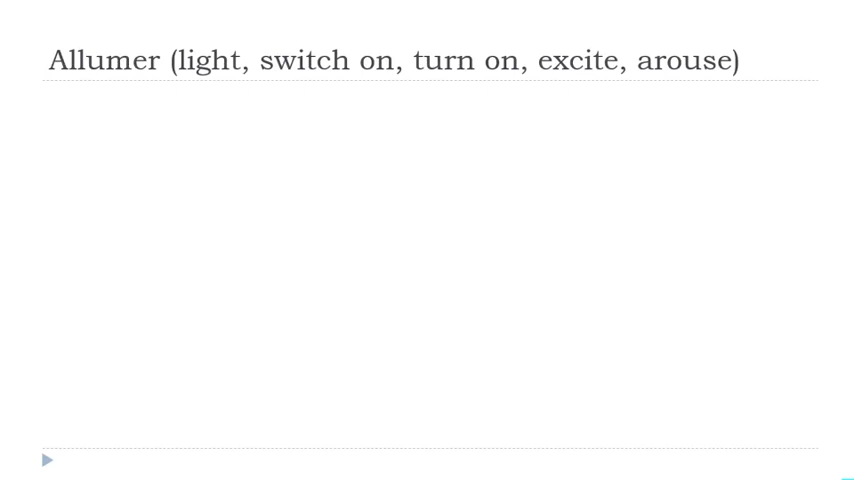 Allumer (light, switch on, turn on, excite, arouse)